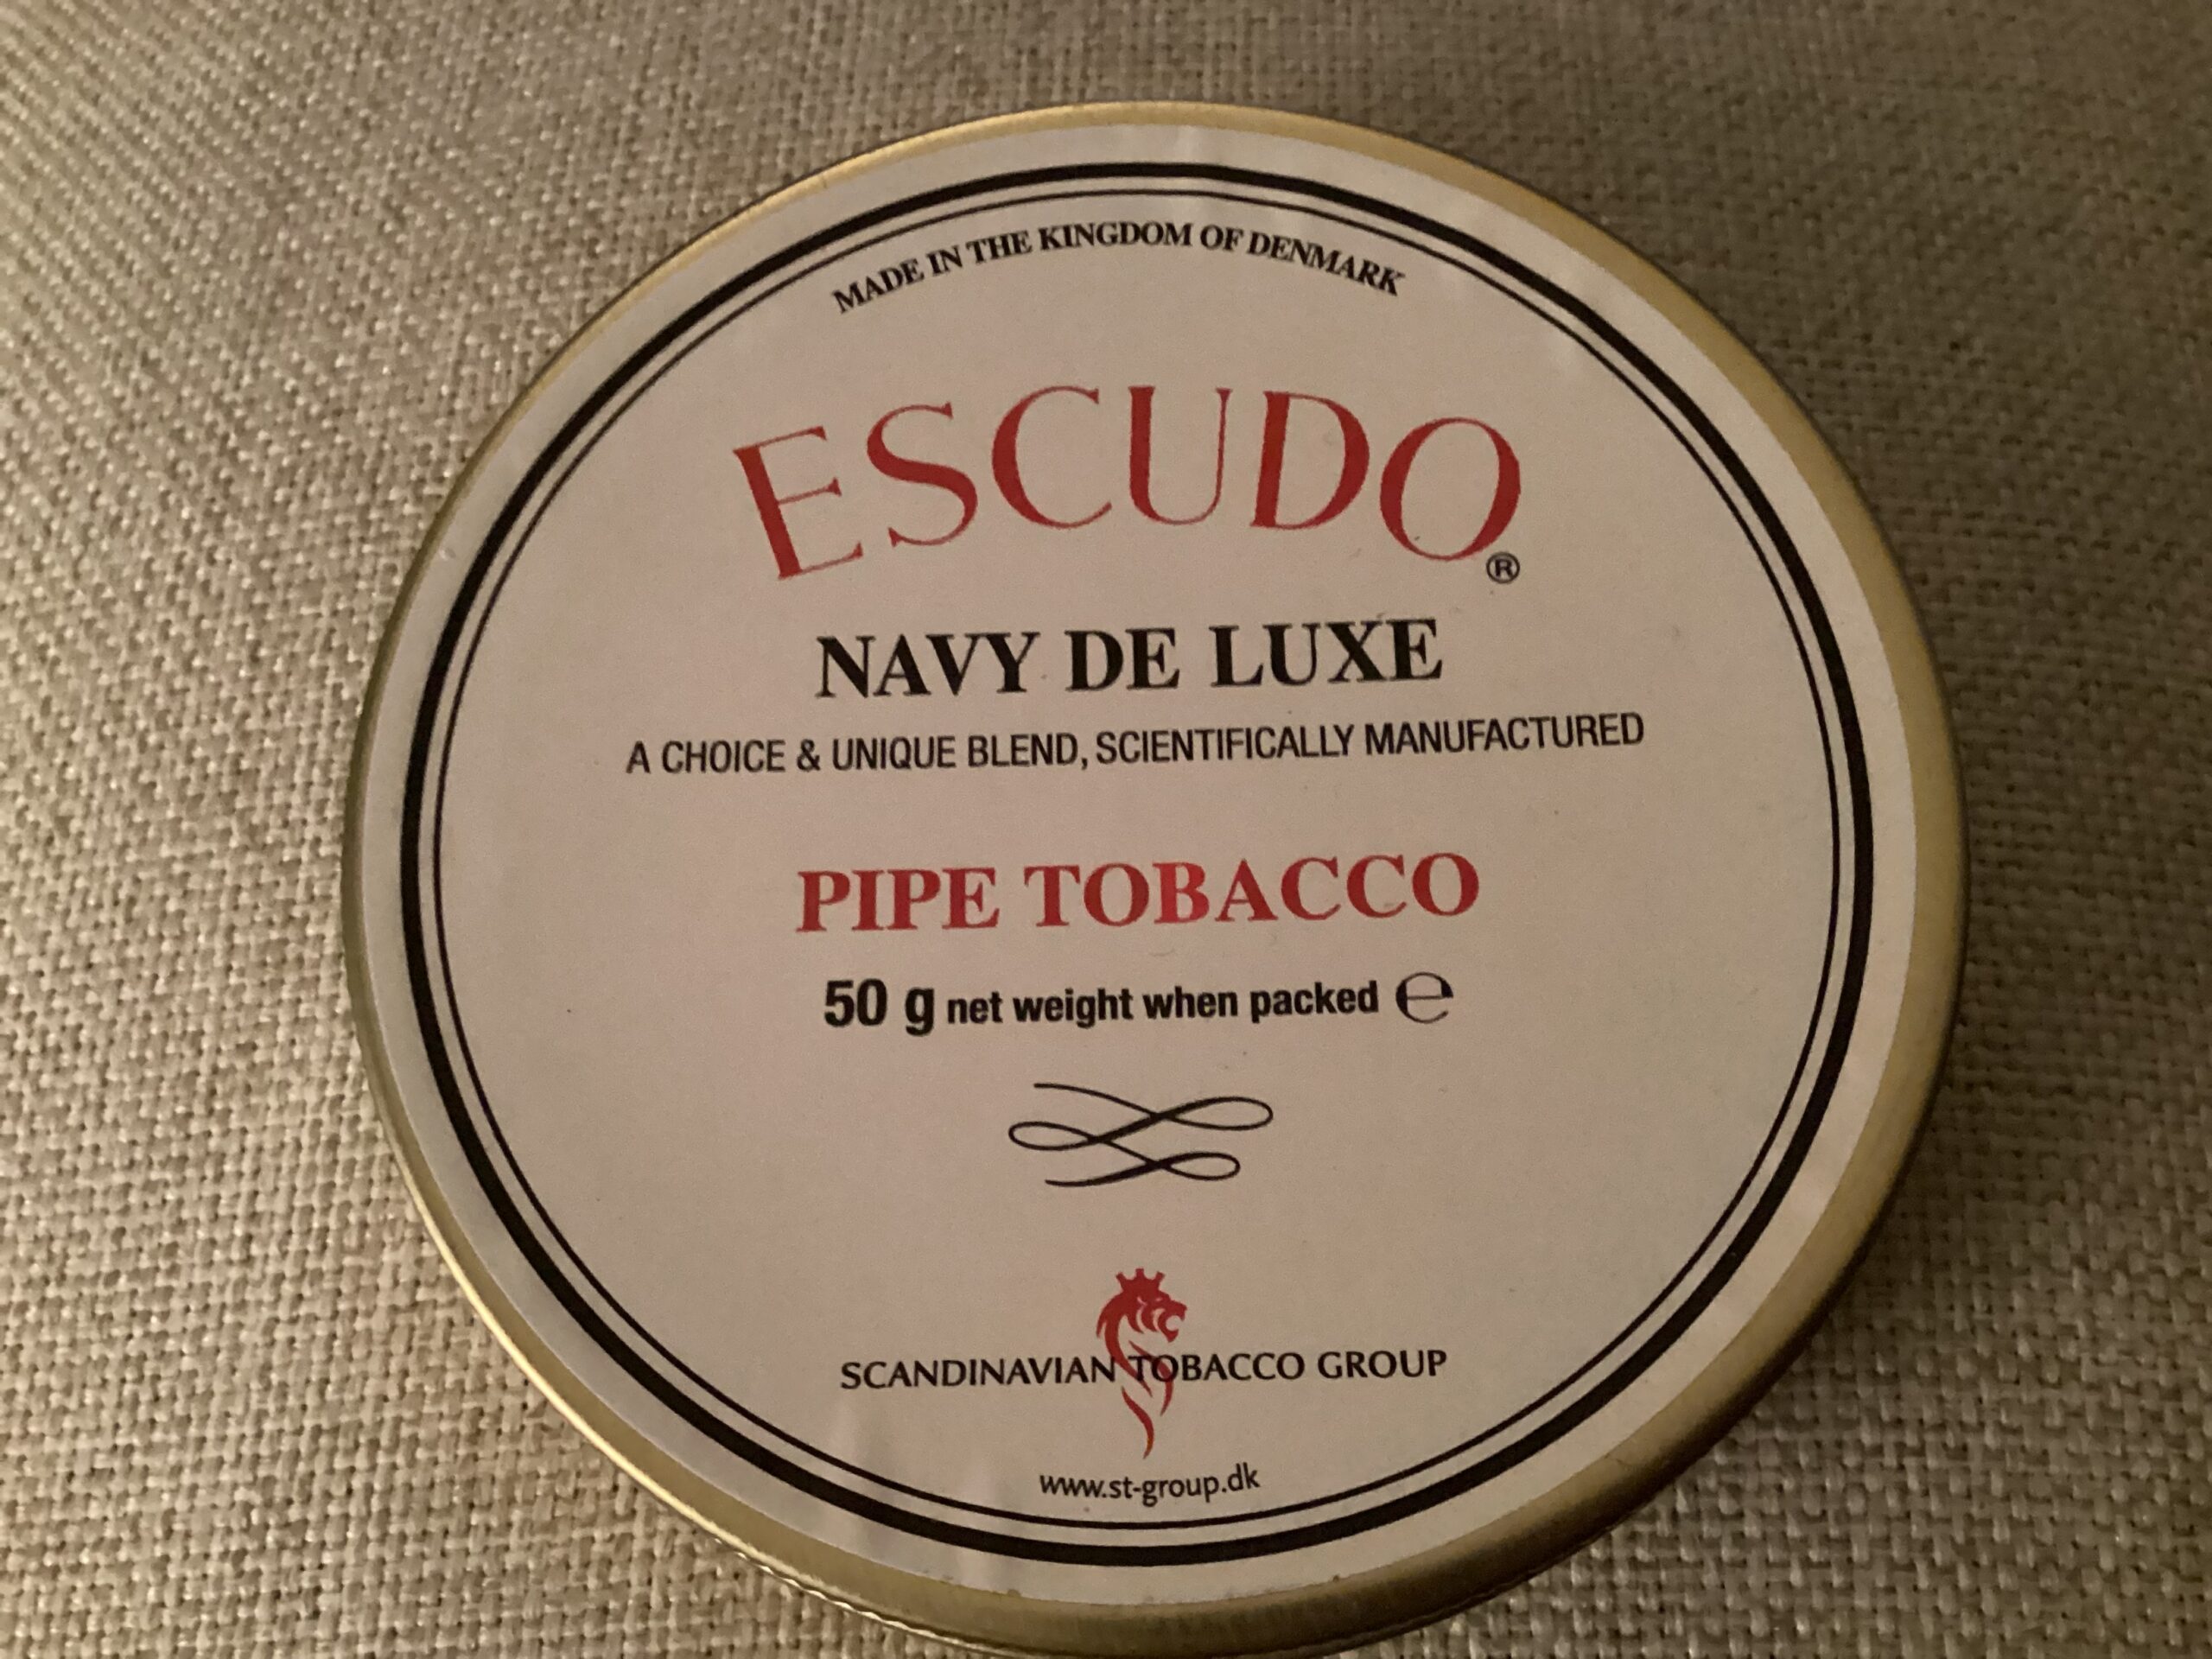 MADE IN THE KINGDOM OF DENMARK
ESCUDO®
NAVY DE LUXE
A CHOICE & UNIQUE BLEND, SCIENTIFICALLY MANUFACTURED
PIPE TOBACCO
50 g net weight when packed ℮
SCANDINAVIAN TOBACCO GROUP
www.st-group.dk